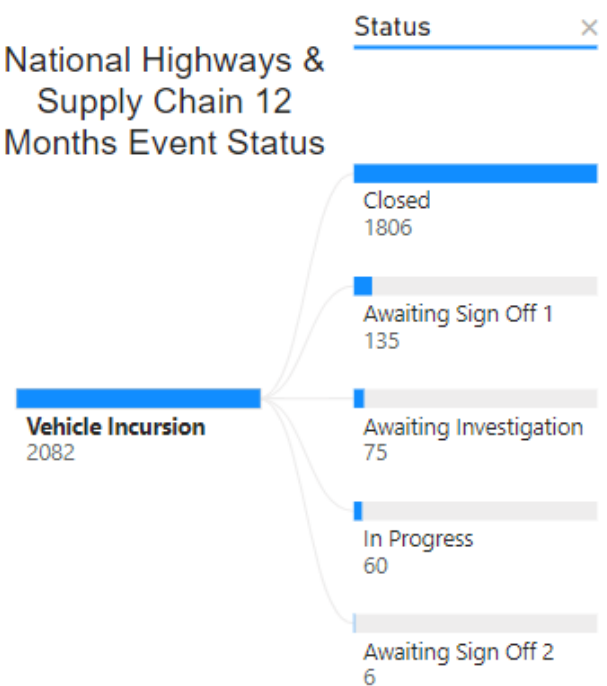 National Highways &
Supply Chain 12
Months Event Status
Status
Closed
1806
Awaiting Sign Off 1
135
Vehicle Incursion
2082
Awaiting Investigation
75
In Progress
60
Awaiting Sign Off 2
6